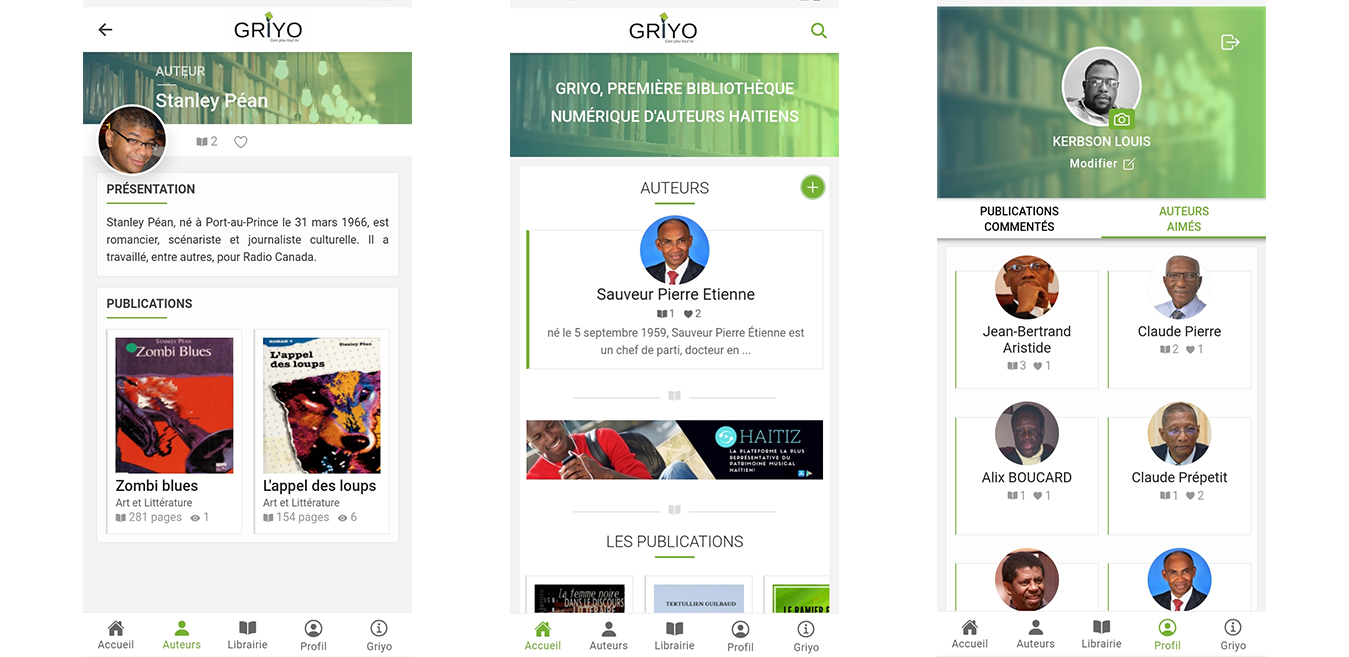 GRIYO
AUTEUR
Stanley Péan
2
PRÉSENTATION
Stanley Péan, né à Port-au-Prince le 31 mars 1966, est
romancier, scénariste et journaliste culturelle. Il a
travaillé, entre autres, pour Radio Canada.
PUBLICATIONS
STANLEY PÉAN
Zombi Blues
Zombi blues
Art et Littérature
281 pages 1
ROMAN+ Stanley Péan
L'appel
des loups
L'appel des loups
Art et Littérature
154 pages 6
Accueil
Auteurs
Librairie
Profil
Griyo
GRIYO
GRIYO, PREMIÈRE BIBLIOTHÈQUE
NUMÉRIQUE D'AUTEURS HAITIENS
AUTEURS
Sauveur Pierre Etienne
1 2
né le 5 septembre 1959, Sauveur Pierre Étienne est
un chef de parti, docteur en ...
HAITIZ
LA PLATEFORME LA PLUS
REPRÉSENTATIVE DU
PATRIMOINE MUSICAL
HAÏTIEN!
LES PUBLICATIONS
La femme noire
DANS LE DISCOURS
LITTÉRAIRE
TERTULLIEN GUILBAUD
LE RAMIER E
Accueil
Auteurs
Librairie
Profil
Griyo
KERBSON LOUIS
Modifier
PUBLICATIONS
COMMENTÉS
AUTEURS
AIMÉS
Jean-Bertrand
Aristide
3 1
Claude Pierre
2 1
Alix BOUCARD
1 1
Claude Prépetit
1 2
Accueil
Auteurs
Librairie
Profil
Griyo